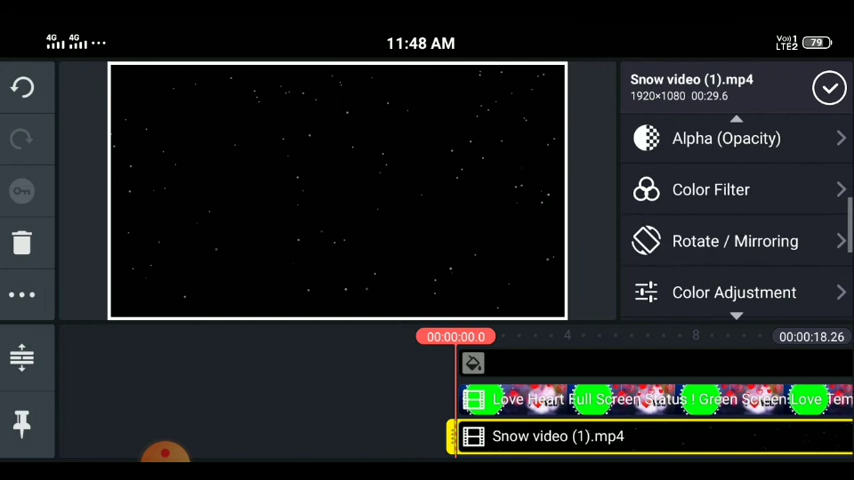 4G 4G
11:48 AM
Vo) 1
LTE2
79
Snow video (1).mp4
1920×1080 00:29.6
Alpha (Opacity)
Color Filter
Rotate / Mirroring
Color Adjustment
00:00:00.0
4
8
00:00:18.26
Love Heart Full Screen Status ! Green Screen Love Tem
Snow video (1).mp4